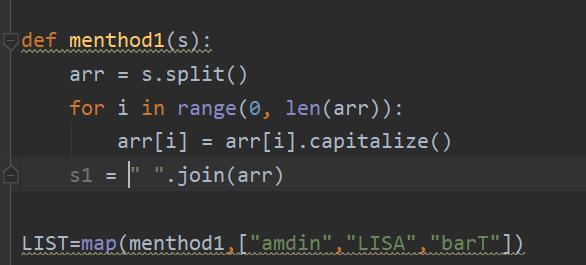 def menthod1(s):
    arr = s.split()
    for i in range(0, len(arr)):
        arr[i] = arr[i].capitalize()
    s1 = " ".join(arr)
LIST=map(menthod1,["amdin","LISA","barT"])